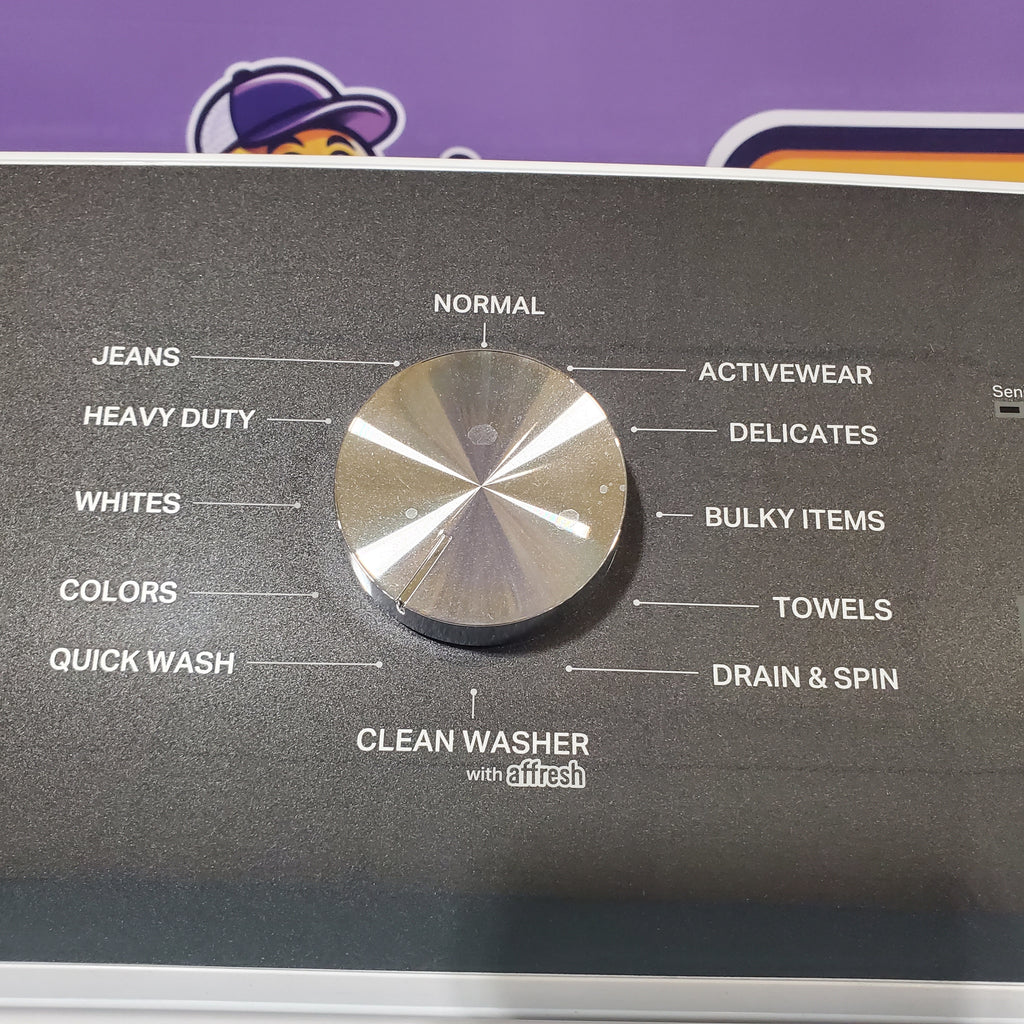 NORMAL
JEANS
ACTIVEWEAR
HEAVY DUTY
DELICATES
WHITES
BULKY ITEMS
COLORS
TOWELS
QUICK WASH
DRAIN & SPIN
CLEAN WASHER
with affresh
Sen